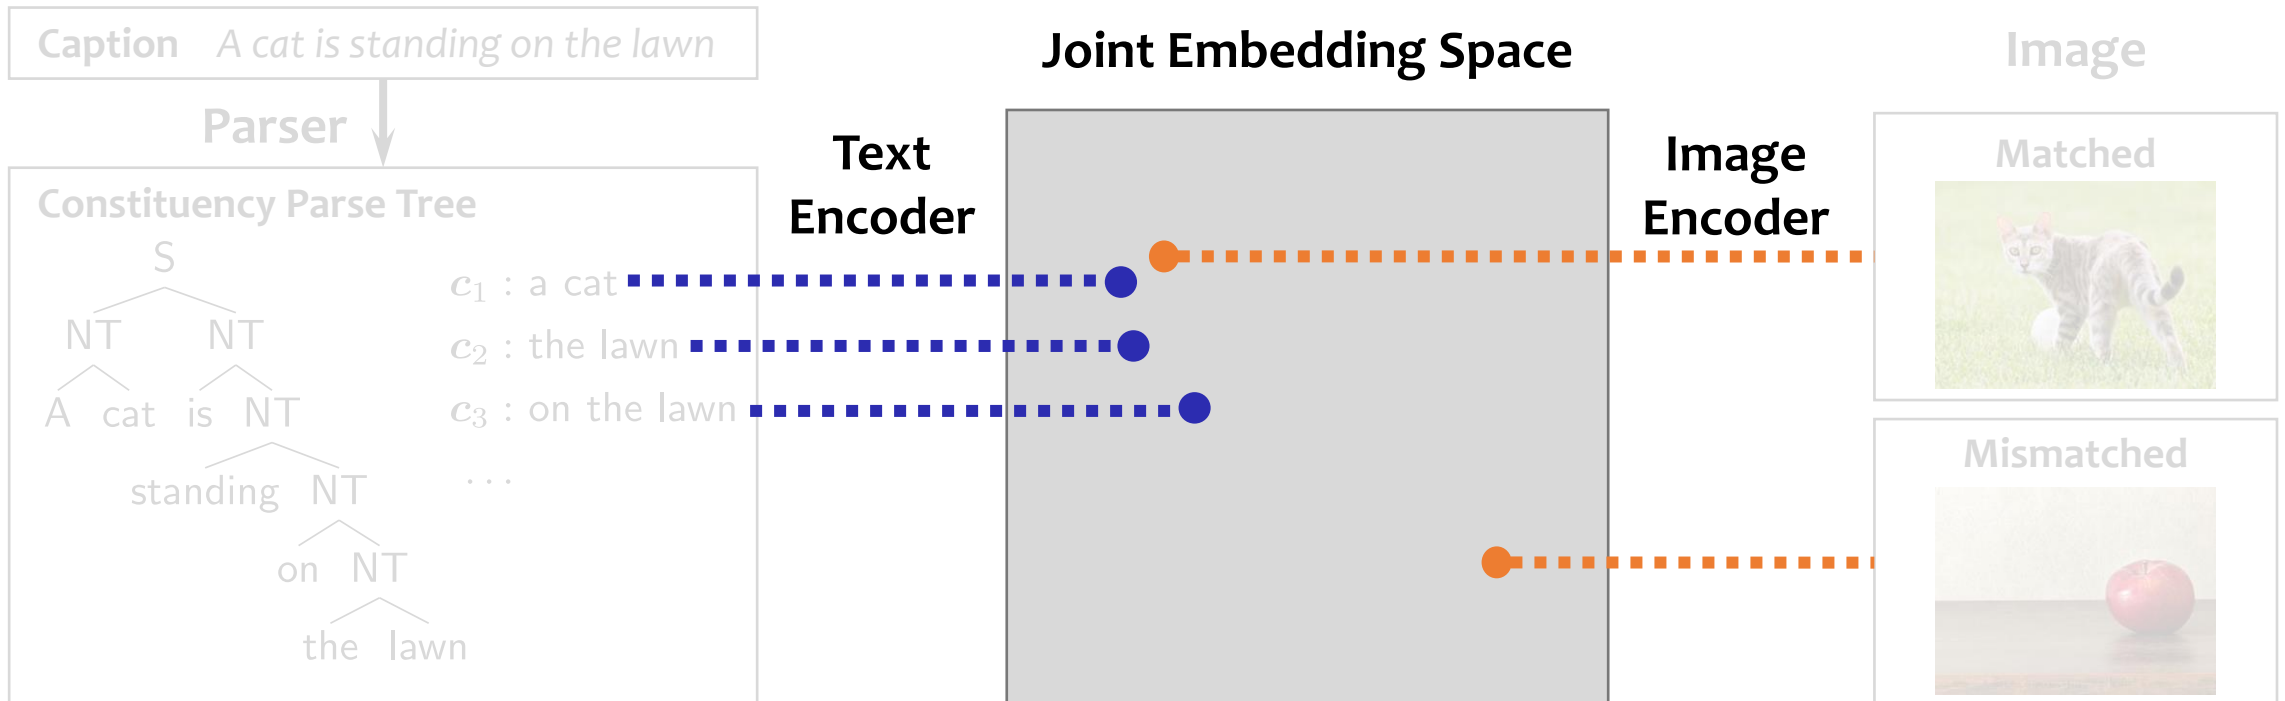 Caption A cat is standing on the lawn
Parser
Constituency Parse Tree
S
NT NT
A cat is NT
standing NT
on NT
the lawn
c₁ : a cat
c₂ : the lawn
c₃ : on the lawn
...
Text
Encoder
Joint Embedding Space
Image
Encoder
Image
Matched
Mismatched